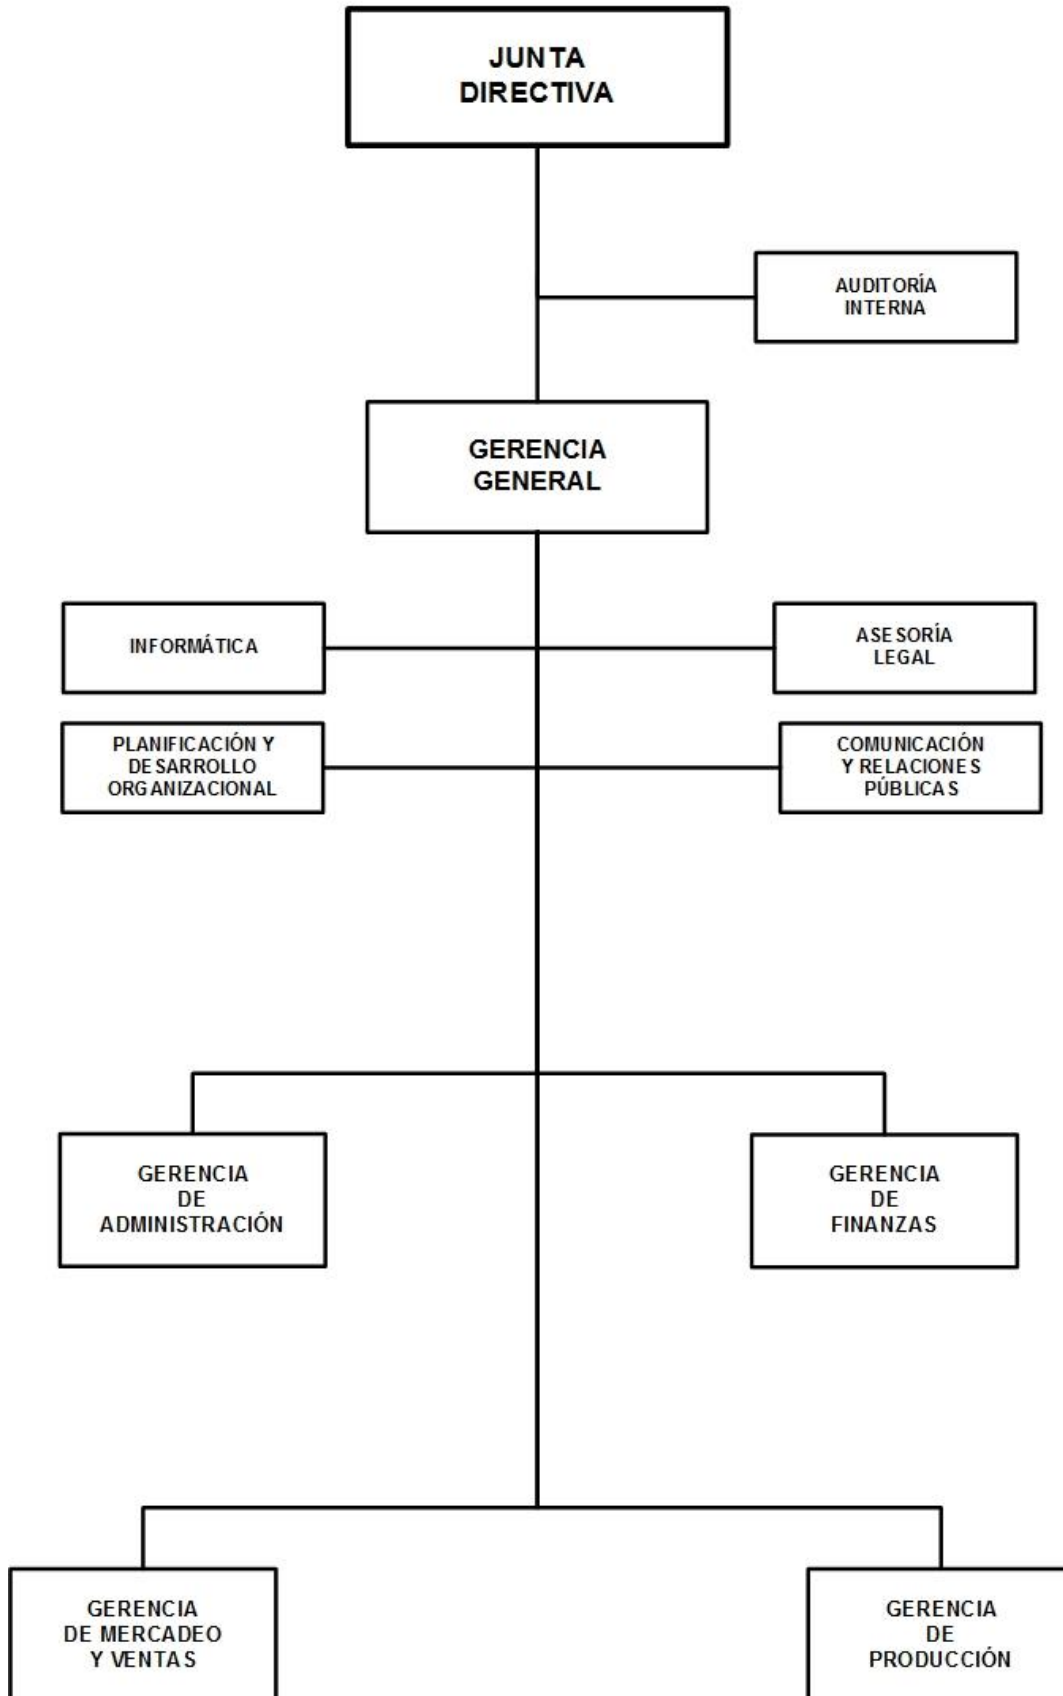 JUNTA
DIRECTIVA
AUDITORÍA
INTERNA
GERENCIA
GENERAL
INFORMÁTICA
ASESORÍA
LEGAL
PLANIFICACIÓN Y
DESARROLLO
ORGANIZACIONAL
COMUNICACIÓN
Y RELACIONES
PÚBLICAS
GERENCIA
DE
ADMINISTRACIÓN
GERENCIA
DE
FINANZAS
GERENCIA
DE MERCADEO
Y VENTAS
GERENCIA
DE
PRODUCCIÓN